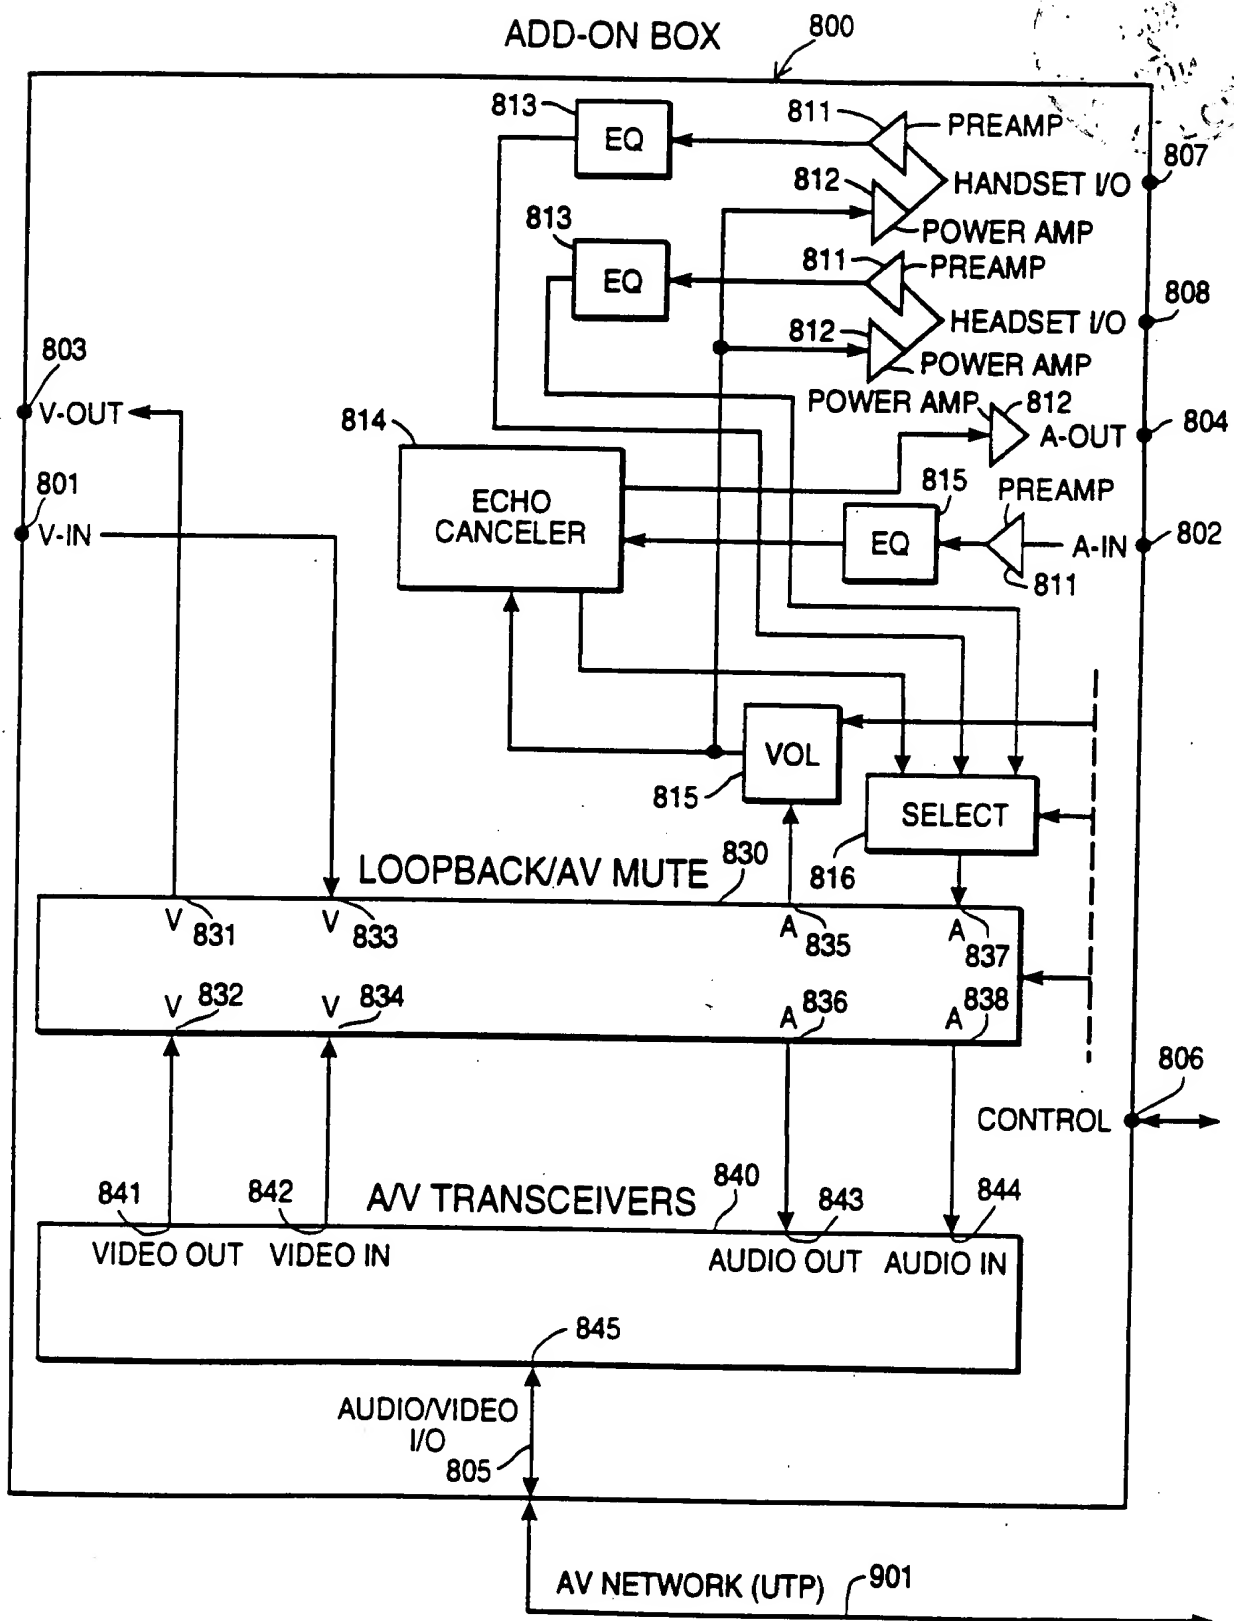 ADD-ON BOX
800
813
EQ
811
PREAMP
807
812
HANDSET I/O
POWER AMP
813
EQ
811
PREAMP
808
812
HEADSET I/O
POWER AMP
803
V-OUT
POWER AMP
812
A-OUT
804
814
ECHO
CANCELER
801
V-IN
815
PREAMP
EQ
A-IN
802
811
VOL
815
SELECT
816
LOOPBACK/AV MUTE
830
V
831
V
833
A
835
A
837
V
832
V
834
A
836
A
838
806
CONTROL
841
842
A/V TRANSCEIVERS
840
843
844
VIDEO OUT
VIDEO IN
AUDIO OUT
AUDIO IN
845
AUDIO/VIDEO
I/O
805
AV NETWORK (UTP)
901